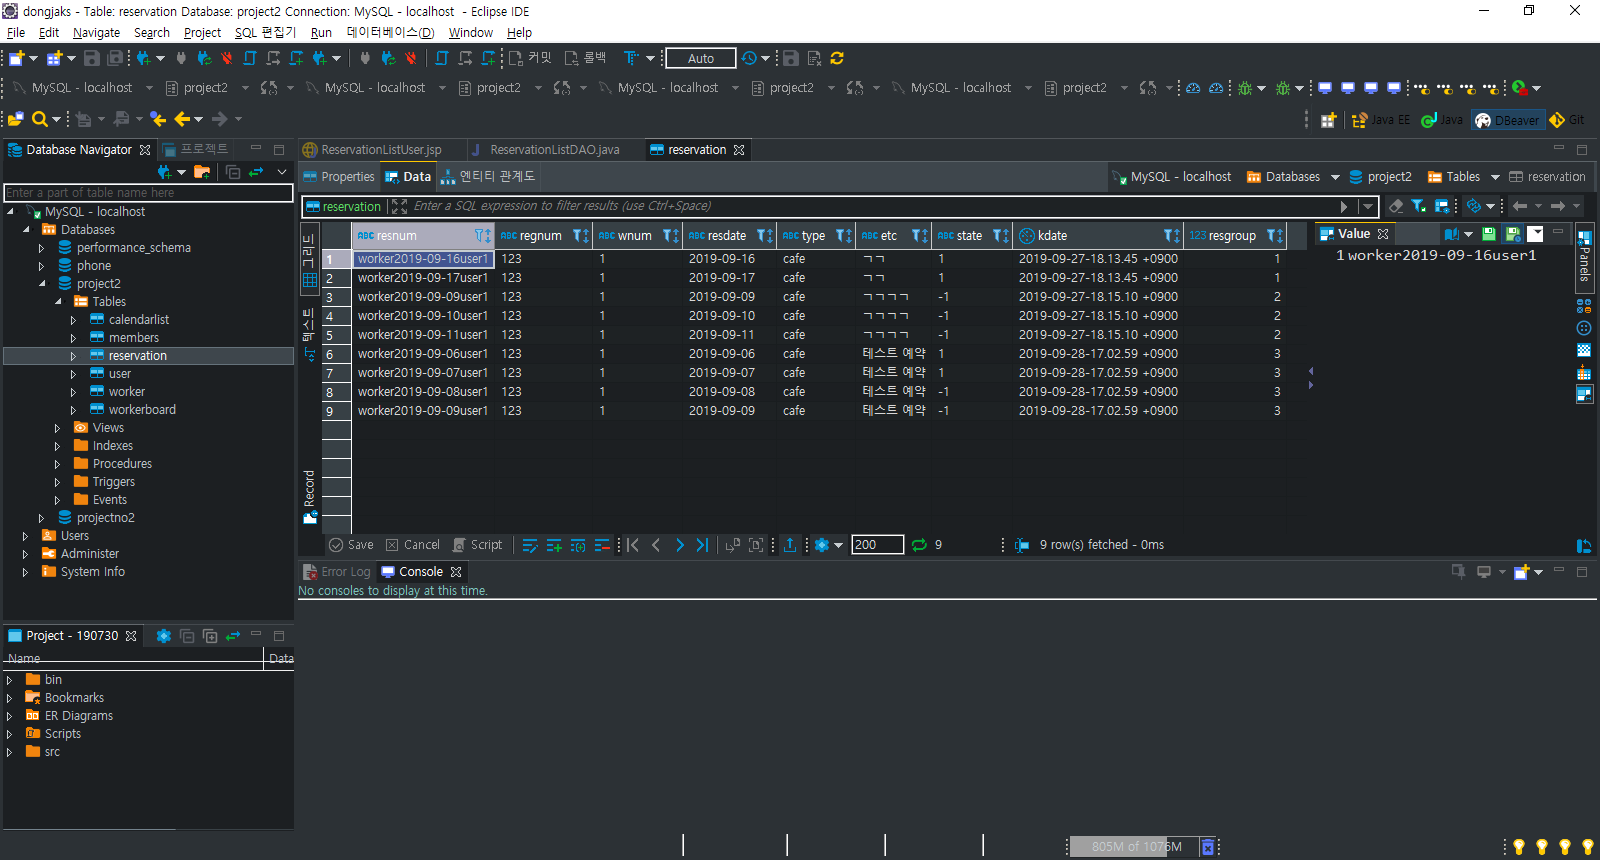 dongjaks - Table: reservation Database: project2 Connection: MySQL - localhost - Eclipse IDE
File Edit Navigate Search Project SQL 편집기 Run 데이터베이스(D) Window Help
커밋 롤백 Auto
MySQL - localhost project2 MySQL - localhost project2 MySQL - localhost project2 MySQL - localhost project2
Java EE Java DBeaver Git
Database Navigator 프로젝트
Enter a part of table name here
MySQL - localhost
Databases
performance_schema
phone
project2
Tables
calendarlist
members
reservation
user
worker
workerboard
Views
Indexes
Procedures
Triggers
Events
projectno2
Users
Administer
System Info
Project - 190730
Name Data
bin
Bookmarks
ER Diagrams
Scripts
src
ReservationListUser.jsp ReservationListDAO.java reservation
Properties Data 엔티티 관계도 MySQL - localhost Databases project2 Tables reservation
reservation Enter a SQL expression to filter results (use Ctrl+Space)
그리드
텍스트
Record
resnum regnum wnum resdate type etc state kdate resgroup
1 worker2019-09-16user1 123 1 2019-09-16 cafe ㄱㄱ 1 2019-09-27-18.13.45 +0900 1
2 worker2019-09-17user1 123 1 2019-09-17 cafe ㄱㄱ 1 2019-09-27-18.13.45 +0900 1
3 worker2019-09-09user1 123 1 2019-09-09 cafe ㄱㄱㄱㄱ -1 2019-09-27-18.15.10 +0900 2
4 worker2019-09-10user1 123 1 2019-09-10 cafe ㄱㄱㄱㄱ -1 2019-09-27-18.15.10 +0900 2
5 worker2019-09-11user1 123 1 2019-09-11 cafe ㄱㄱㄱㄱ -1 2019-09-27-18.15.10 +0900 2
6 worker2019-09-06user1 123 1 2019-09-06 cafe 테스트 예약 1 2019-09-28-17.02.59 +0900 3
7 worker2019-09-07user1 123 1 2019-09-07 cafe 테스트 예약 1 2019-09-28-17.02.59 +0900 3
8 worker2019-09-08user1 123 1 2019-09-08 cafe 테스트 예약 -1 2019-09-28-17.02.59 +0900 3
9 worker2019-09-09user1 123 1 2019-09-09 cafe 테스트 예약 -1 2019-09-28-17.02.59 +0900 3
Value
1 worker2019-09-16user1
Panels
Save Cancel Script 200 9 9 row(s) fetched - 0ms
Error Log Console
No consoles to display at this time.
805M of 1076M